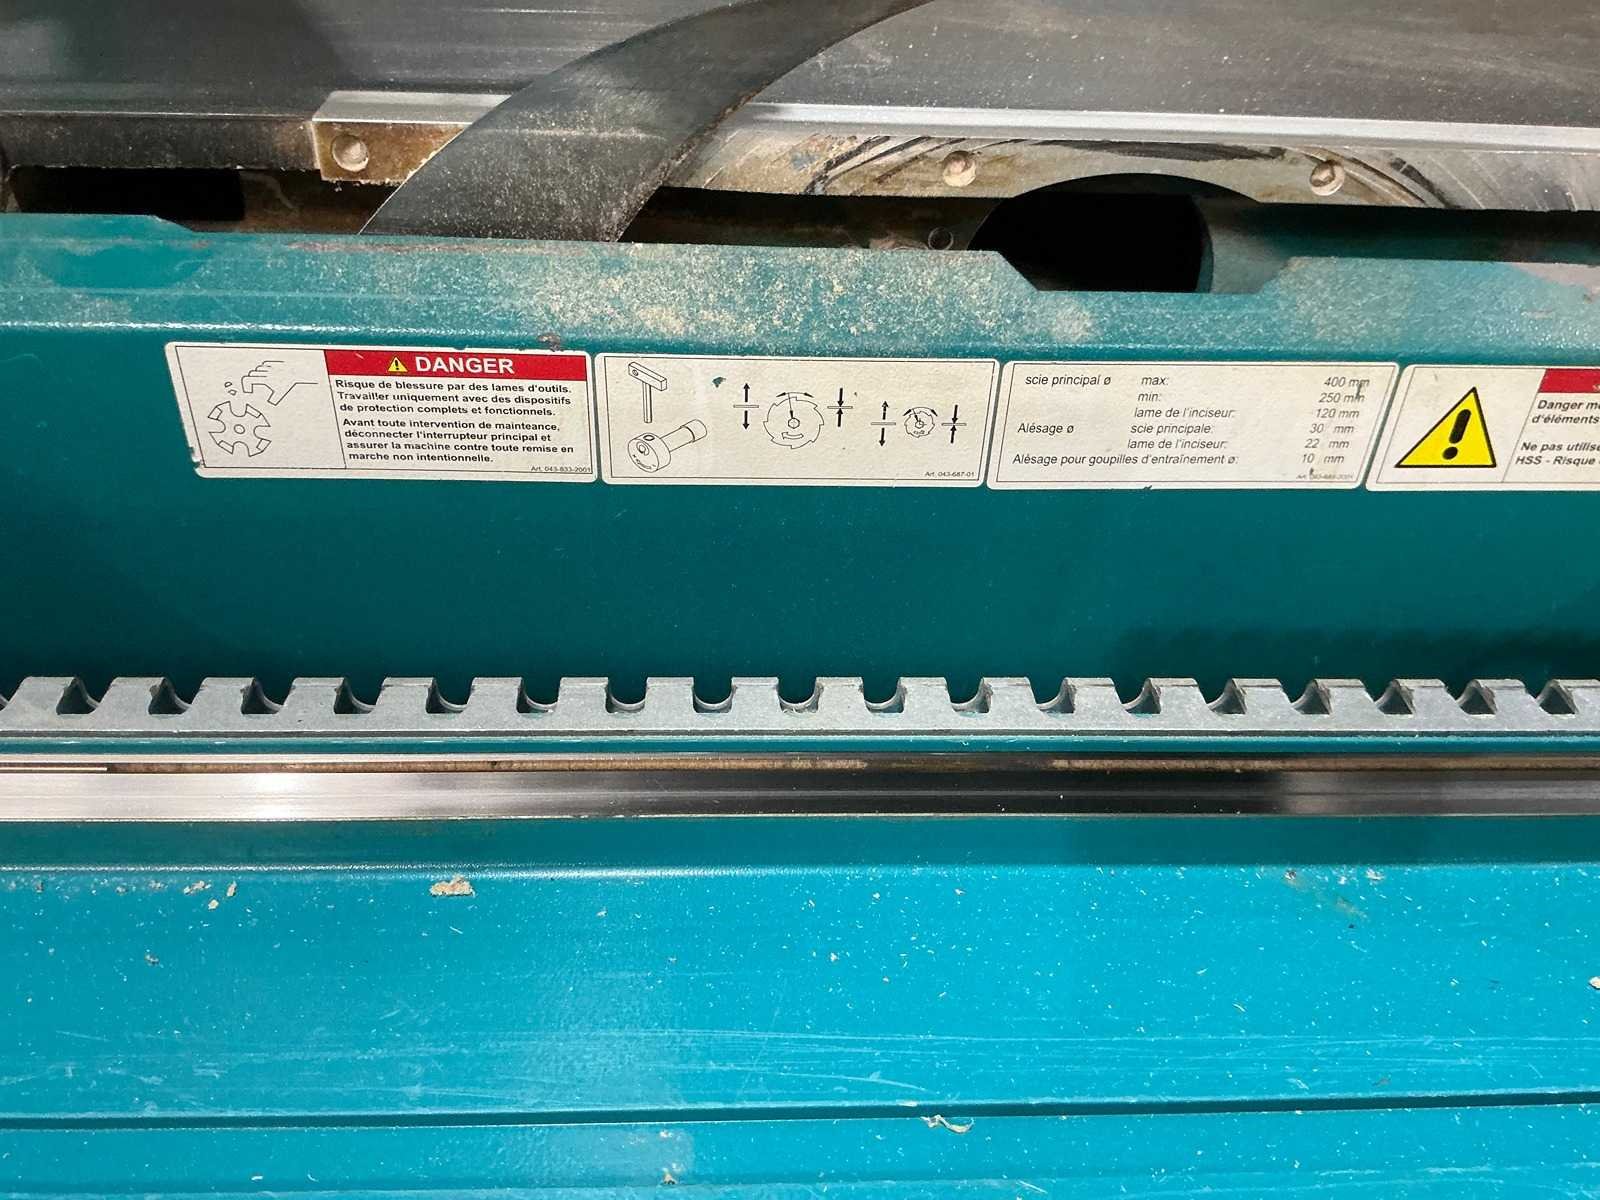 DANGER
Risque de blessure par des lames d'outils.
Travailler uniquement avec des dispositifs
de protection complets et fonctionnels.
Avant toute intervention de mainteance,
déconnecter l'interrupteur principal et
assurer la machine contre toute remise en
marche non intentionnelle.
Art. 043-833-2001
Art. 043-687-01
scie principal ø max: 400 mm
min: 250 mm
lame de l'inciseur: 120 mm
Alésage ø scie principale: 30 mm
lame de l'inciseur: 22 mm
Alésage pour goupilles d'entraînement ø: 10 mm
Danger
d'éléments
Ne pas
HSS - Risque